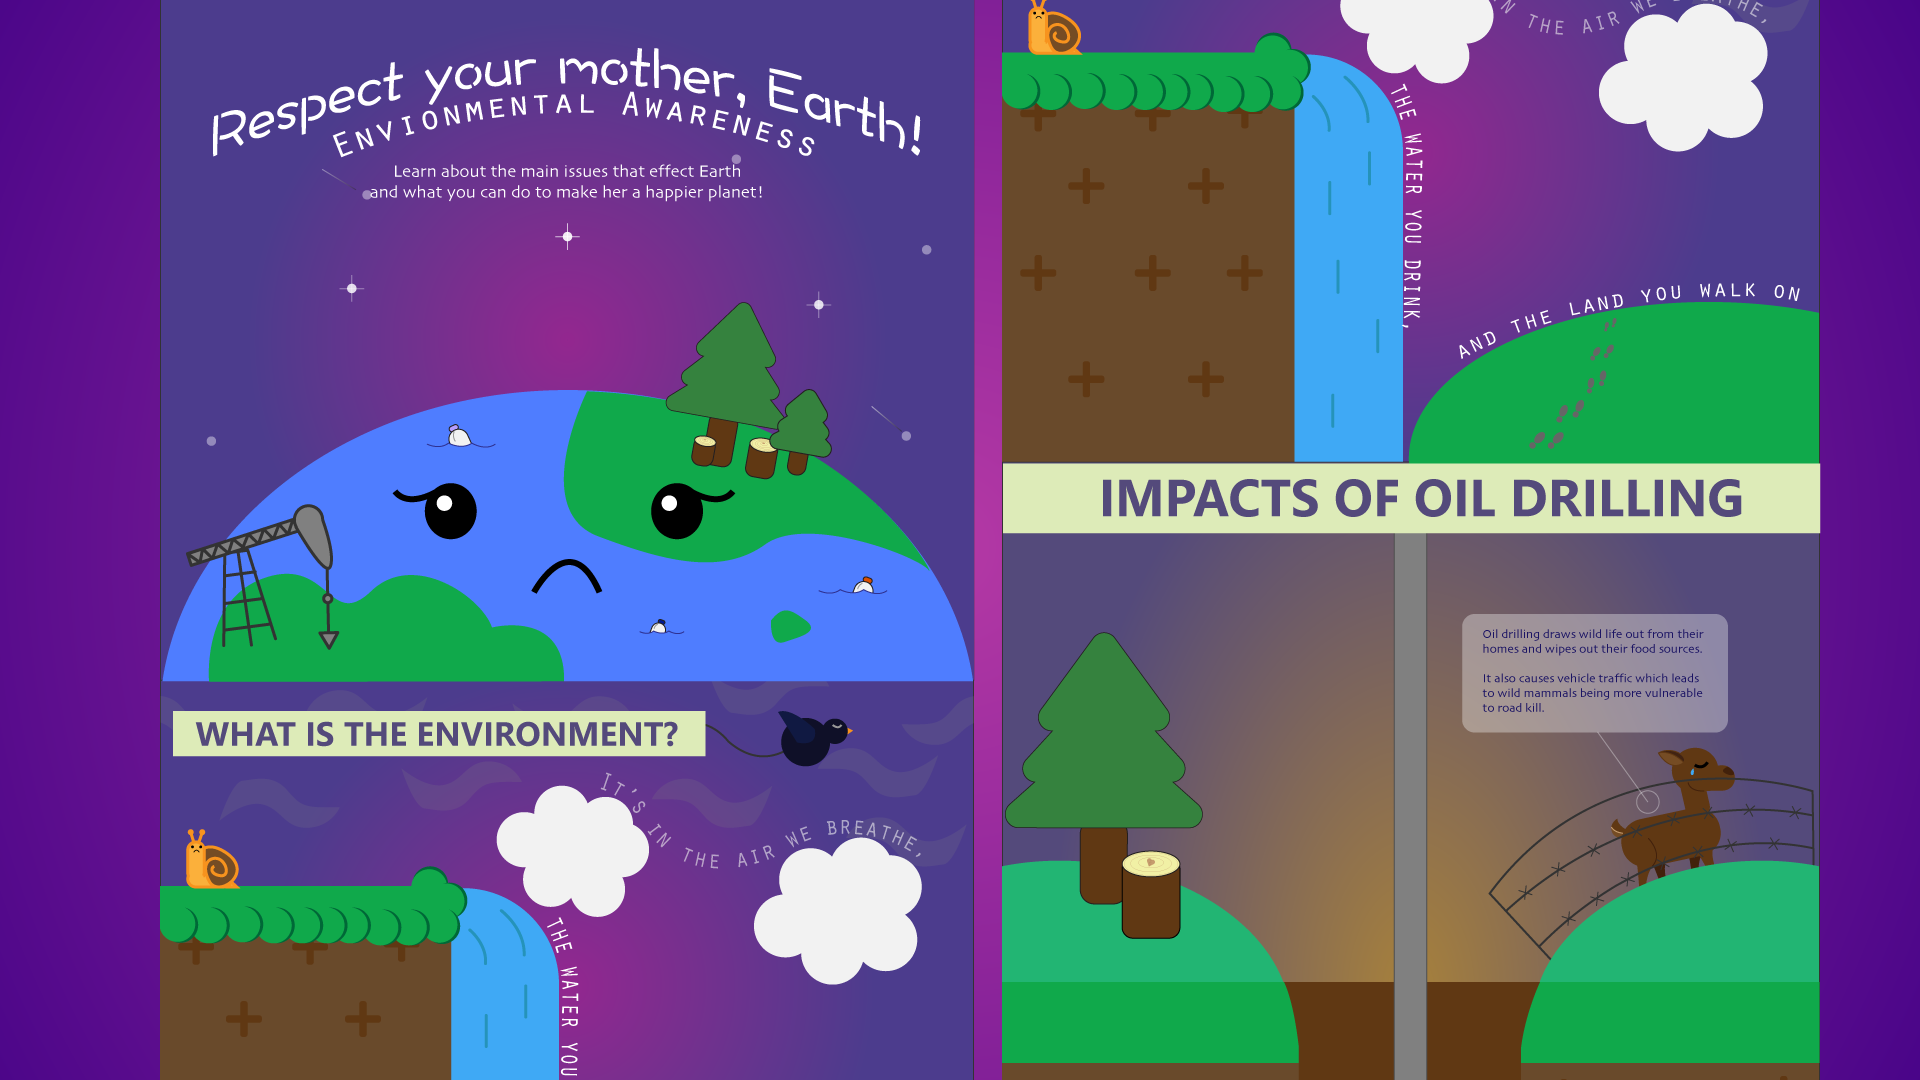 Respect your mother, Earth!
Envionmental Awareness
Learn about the main issues that effect Earth
and what you can do to make her a happier planet!
WHAT IS THE ENVIRONMENT?
It's in the air we breathe,
the water you
in the air we breathe,
the water you drink,
and the land you walk on
IMPACTS OF OIL DRILLING
Oil drilling draws wild life out from their
homes and wipes out their food sources.
It also causes vehicle traffic which leads
to wild mammals being more vulnerable
to road kill.